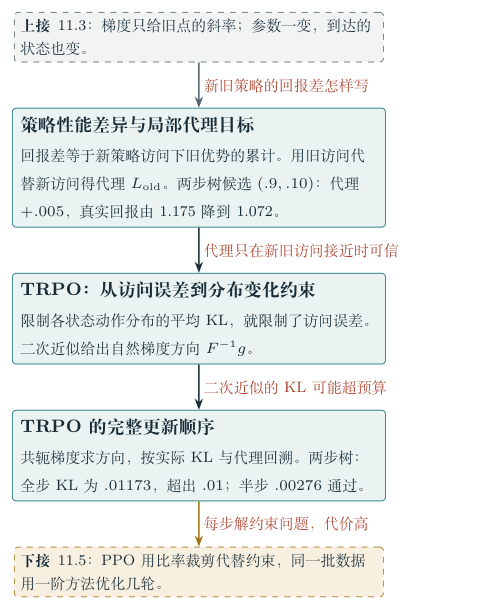 上接 11.3：梯度只给旧点的斜率；参数一变，到达的
状态也变。
新旧策略的回报差怎样写
策略性能差异与局部代理目标
回报差等于新策略访问下旧优势的累计。用旧访问代
替新访问得代理 L_old。两步树候选 (.9, .10)：代理
+.005，真实回报由 1.175 降到 1.072。
代理只在新旧访问接近时可信
TRPO：从访问误差到分布变化约束
限制各状态动作分布的平均 KL，就限制了访问误差。
二次近似给出自然梯度方向 F⁻¹g。
二次近似的 KL 可能超预算
TRPO 的完整更新顺序
共轭梯度求方向，按实际 KL 与代理回溯。两步树：
全步 KL 为 .01173，超出 .01；半步 .00276 通过。
每步解约束问题，代价高
下接 11.5：PPO 用比率裁剪代替约束，同一批数据
用一阶方法优化几轮。